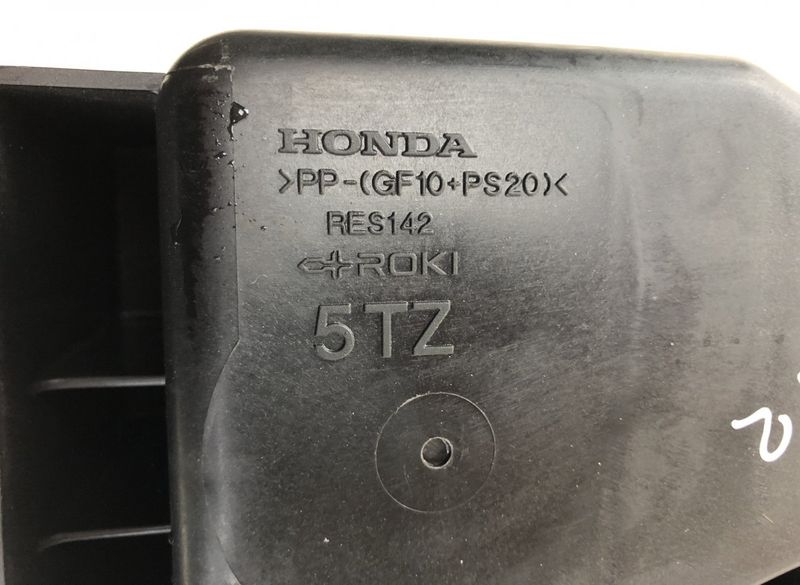 HONDA
>PP-(GF10+PS20)<
RES142
ROKI
5TZ